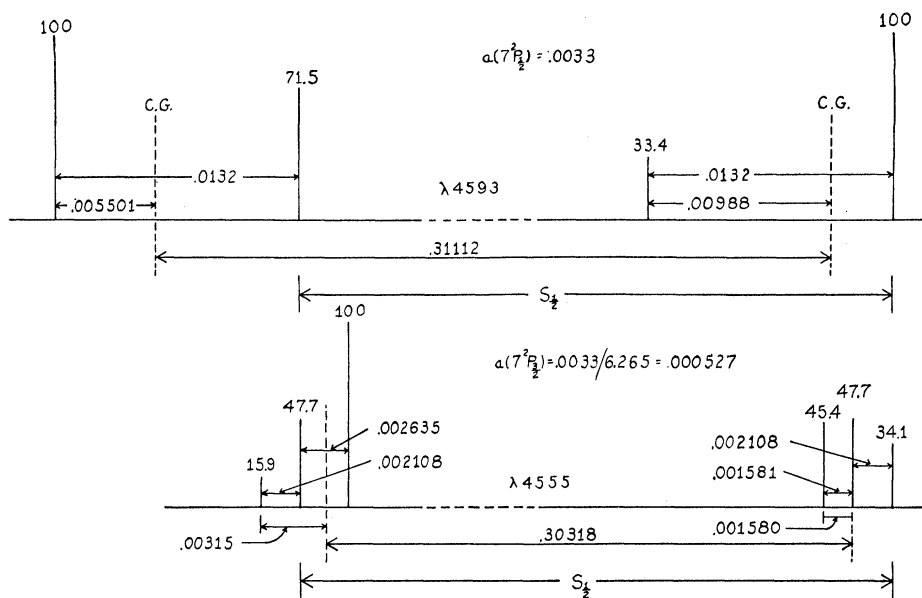 100
100
a(7²P½) = .0033
71.5
C.G.
C.G.
33.4
.0132
λ4593
.0132
.005501
.00988
.31112
S½
100
a(7²P3/2) = .0033/6.265 = .000527
47.7
47.7
45.4
.002635
.002108
34.1
15.9
.002108
λ4555
.001581
.00315
.30318
.001580
S½